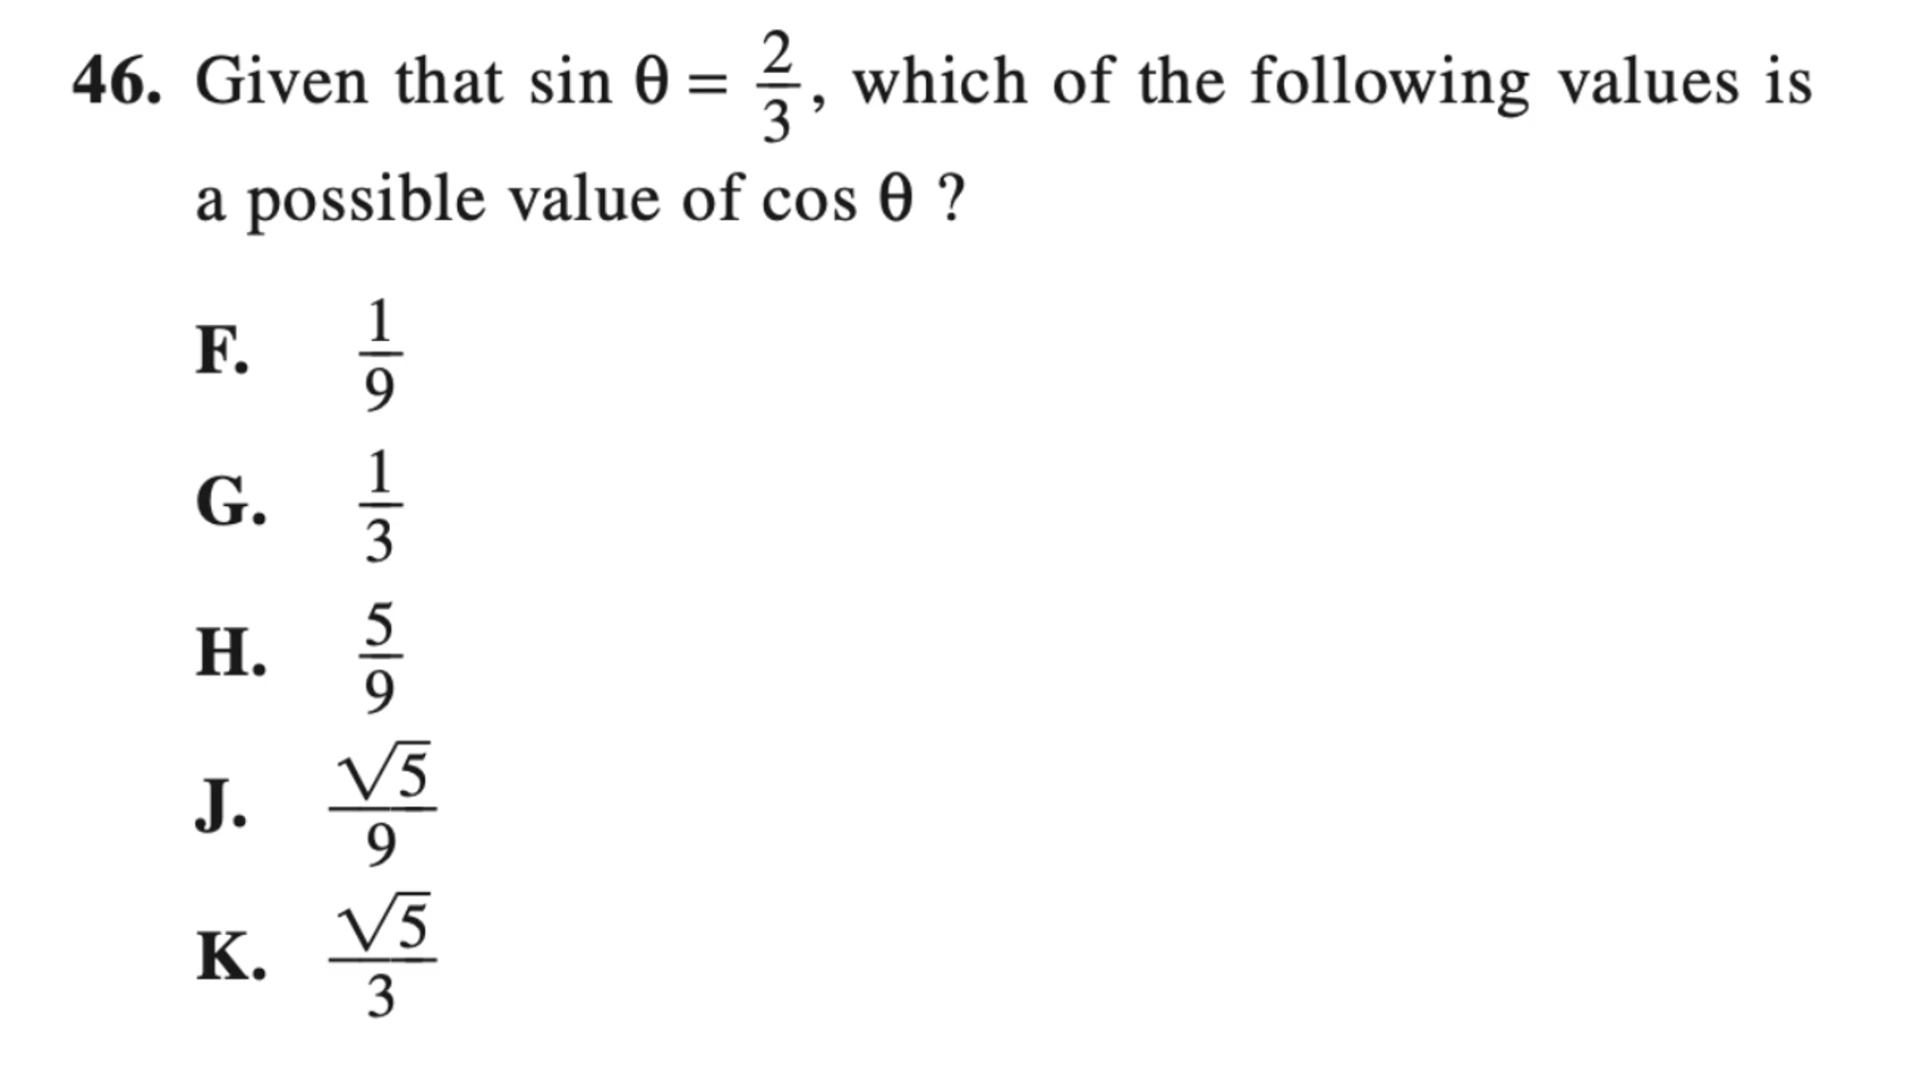 46. Given that sin θ = 2/3, which of the following values is
a possible value of cos θ ?
F. 1/9
G. 1/3
H. 5/9
J. √5/9
K. √5/3